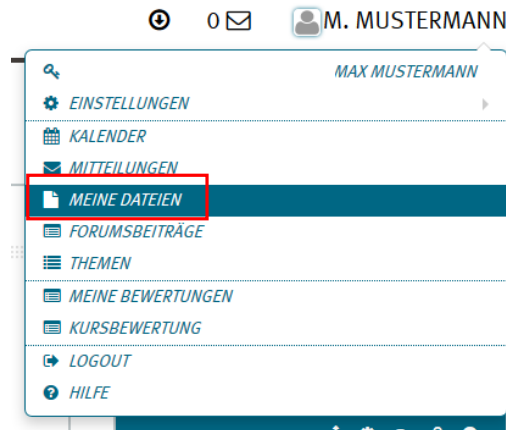 0 M. MUSTERMANN
MAX MUSTERMANN
EINSTELLUNGEN
KALENDER
MITTEILUNGEN
MEINE DATEIEN
FORUMSBEITRÄGE
THEMEN
MEINE BEWERTUNGEN
KURSBEWERTUNG
LOGOUT
HILFE